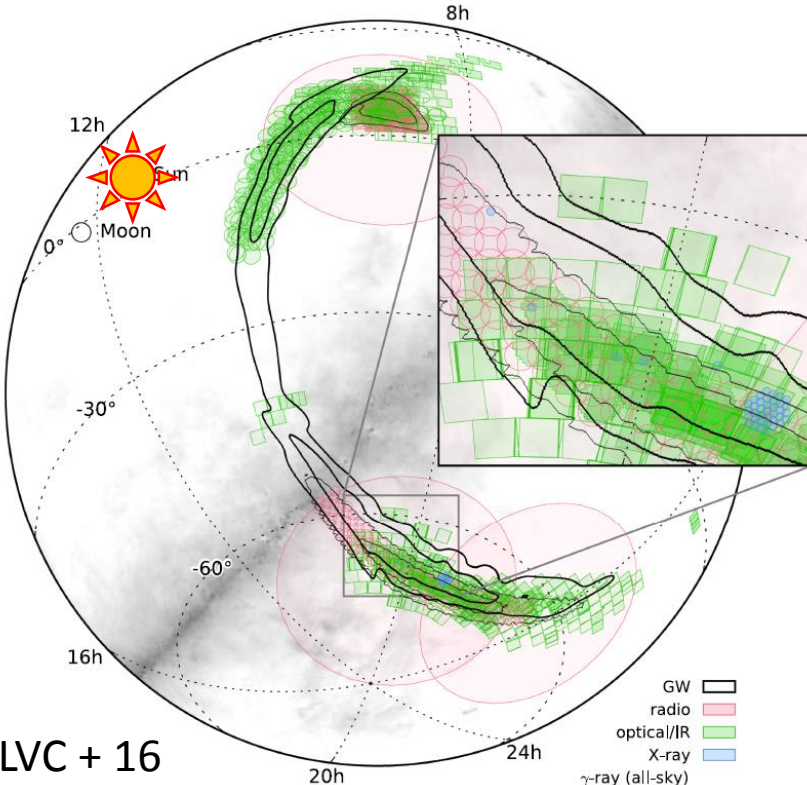 8h
12h
Sun
Moon
0°
-30°
-60°
16h
GW
radio
optical/IR
X-ray
γ-ray (all-sky)
24h
20h
LVC + 16